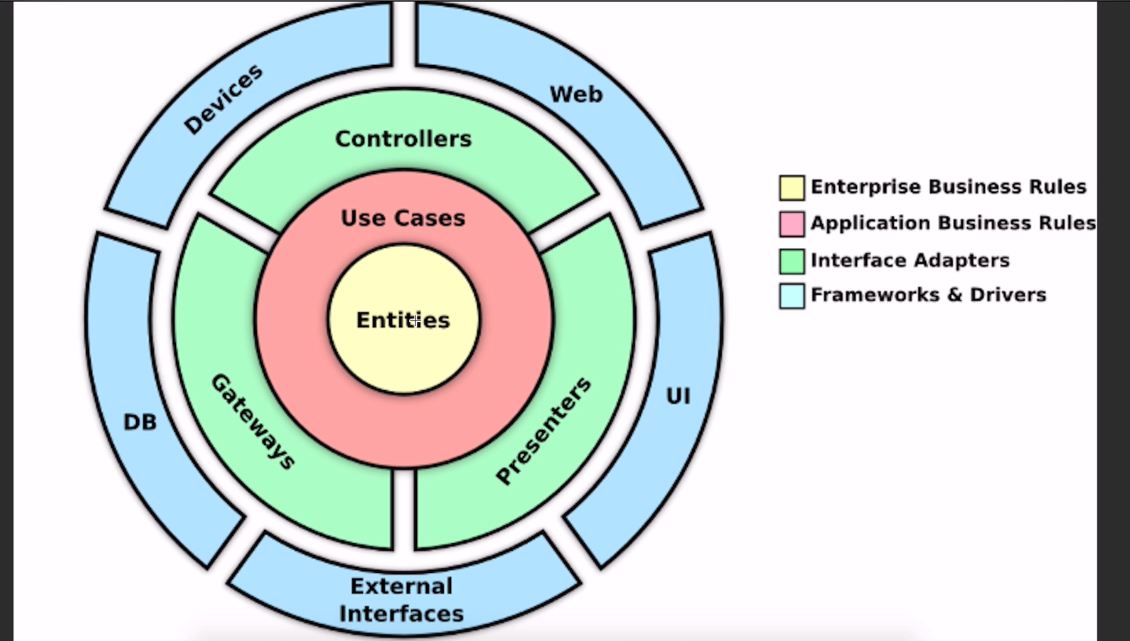 Devices
Web
Controllers
Use Cases
Entities
Gateways
Presenters
DB
UI
External
Interfaces
Enterprise Business Rules
Application Business Rules
Interface Adapters
Frameworks & Drivers